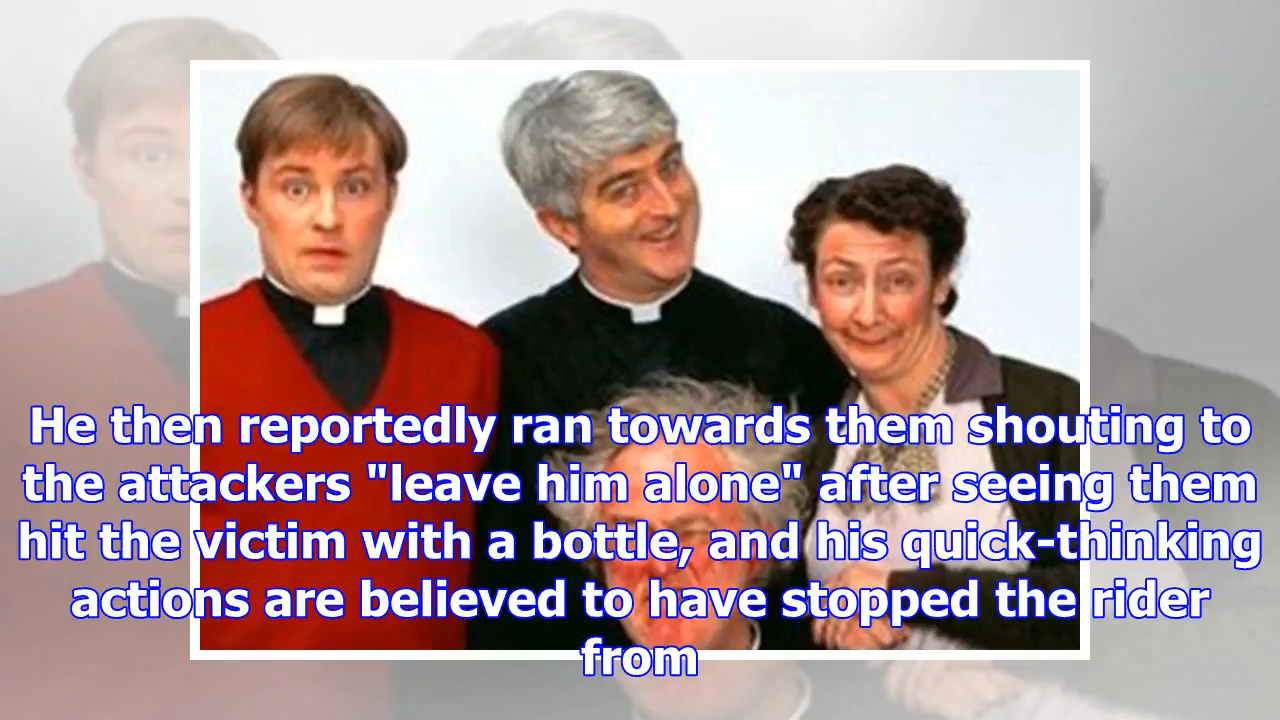 He then reportedly ran towards them shouting to
the attackers "leave him alone" after seeing them
hit the victim with a bottle, and his quick-thinking
actions are believed to have stopped the rider
from